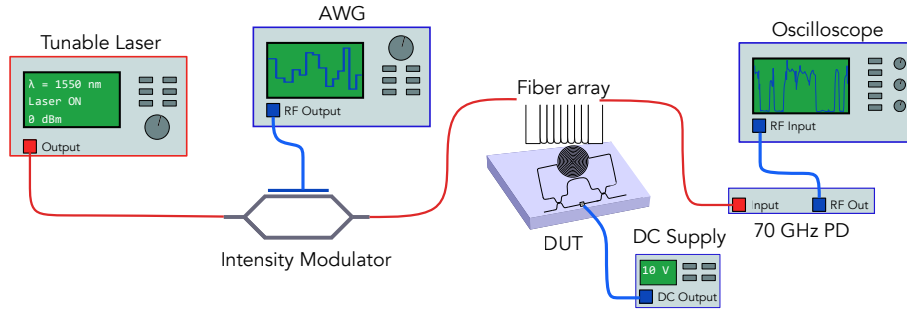 Tunable Laser
λ = 1550 nm
Laser ON
0 dBm
Output
AWG
RF Output
Intensity Modulator
Fiber array
DUT
DC Supply
10 V
DC Output
Oscilloscope
RF Input
Input
RF Out
70 GHz PD